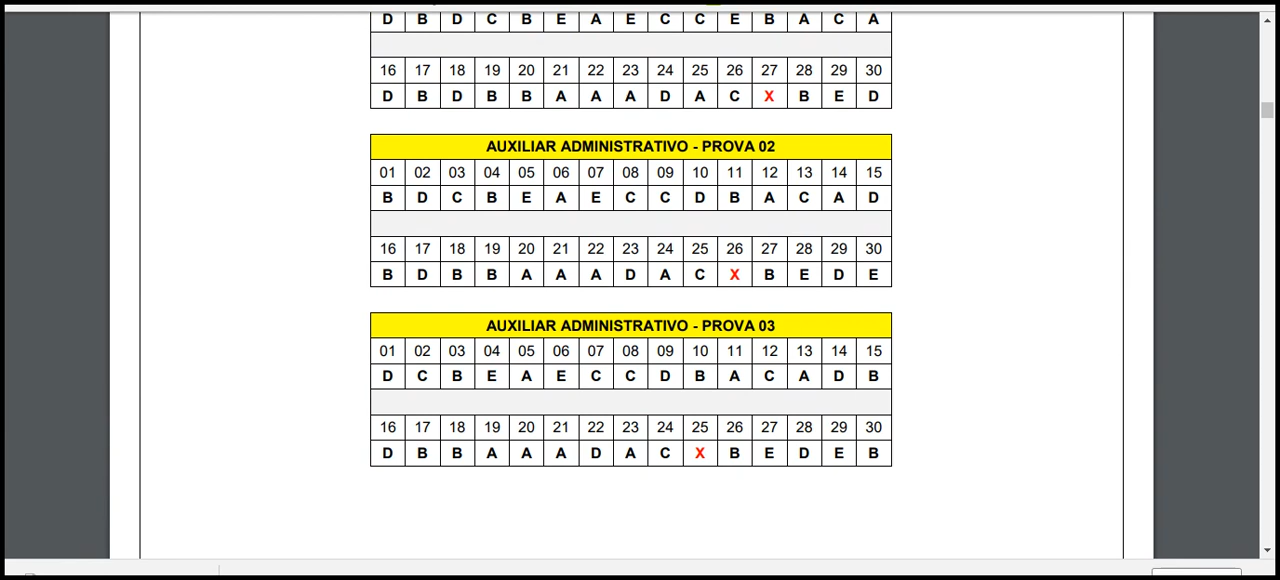 D B D C B E A E C C E B A C A
16 17 18 19 20 21 22 23 24 25 26 27 28 29 30
D B D B B A A A D A C X B E D
AUXILIAR ADMINISTRATIVO - PROVA 02
01 02 03 04 05 06 07 08 09 10 11 12 13 14 15
B D C B E A E C C D B A C A D
16 17 18 19 20 21 22 23 24 25 26 27 28 29 30
B D B B A A A D A C X B E D E
AUXILIAR ADMINISTRATIVO - PROVA 03
01 02 03 04 05 06 07 08 09 10 11 12 13 14 15
D C B E A E C C D B A C A D B
16 17 18 19 20 21 22 23 24 25 26 27 28 29 30
D B B A A A D A C X B E D E B